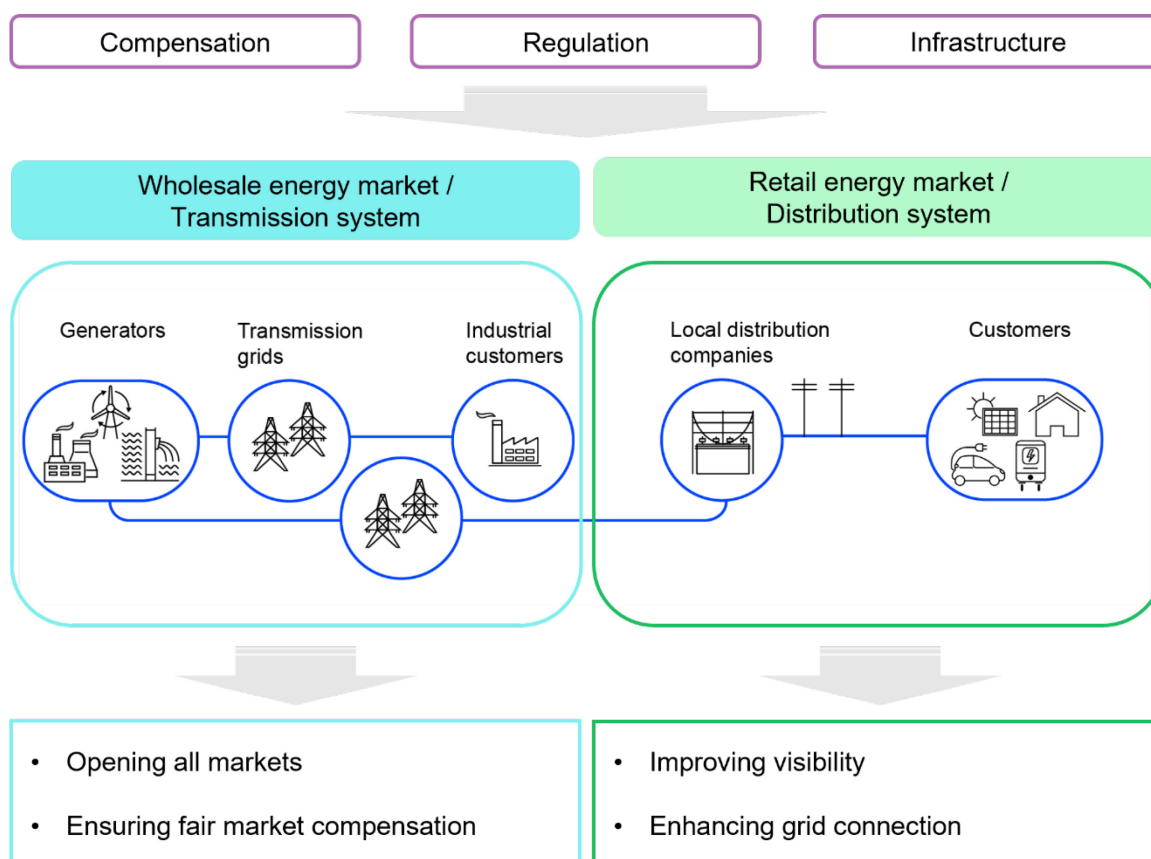 Compensation
Regulation
Infrastructure
Wholesale energy market /
Transmission system
Retail energy market /
Distribution system
Generators
Transmission
grids
Industrial
customers
Local distribution
companies
Customers
• Opening all markets
• Ensuring fair market compensation
• Improving visibility
• Enhancing grid connection